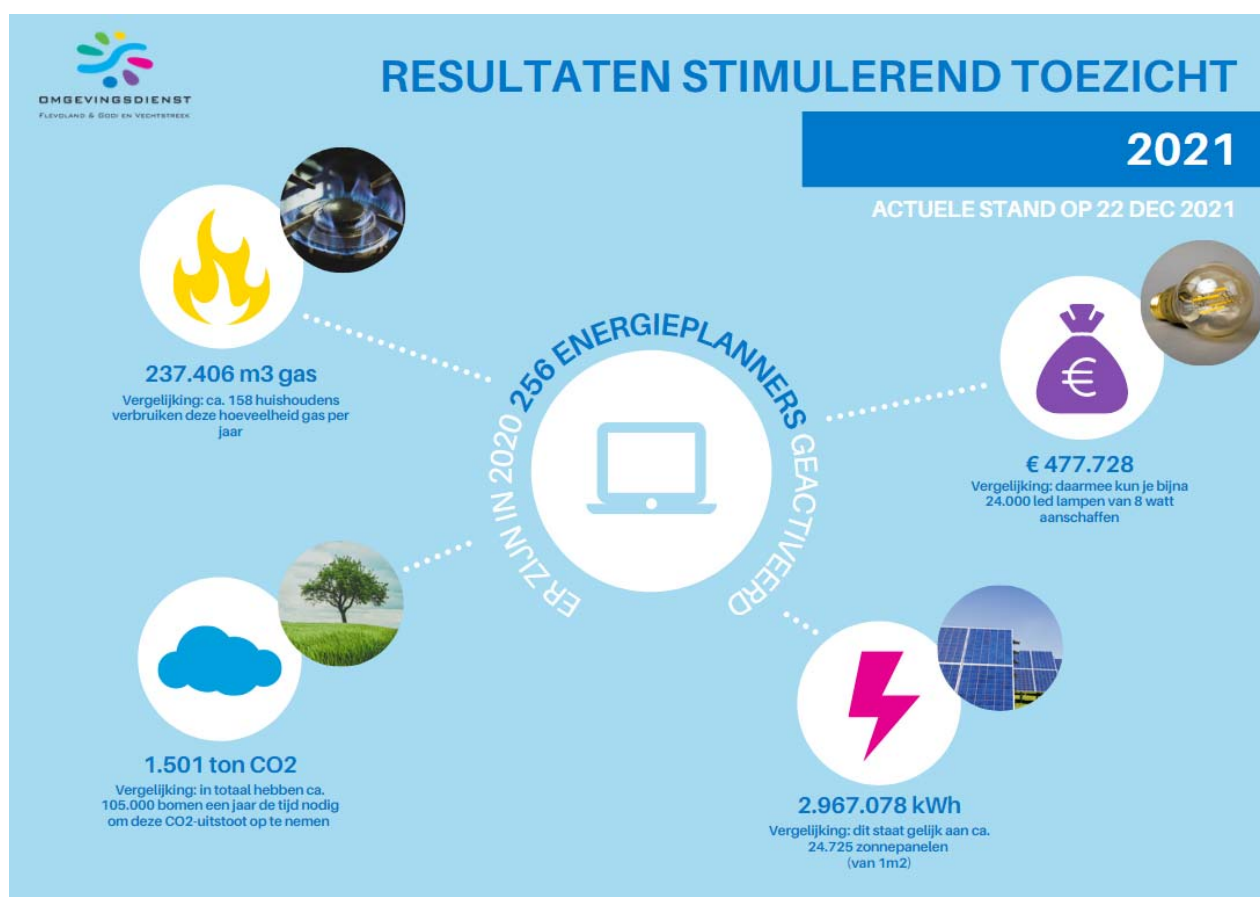 OMGEVINGSDIENST
FLEVOLAND & GOOI EN VECHTSTREEK
RESULTATEN STIMULEREND TOEZICHT
2021
ACTUELE STAND OP 22 DEC 2021
237.406 m3 gas
Vergelijking: ca. 158 huishoudens
verbruiken deze hoeveelheid gas per
jaar
ER ZIJN IN 2020 256 ENERGIEPLANNERS GEACTIVEERD
€
€ 477.728
Vergelijking: daarmee kun je bijna
24.000 led lampen van 8 watt
aanschaffen
1.501 ton CO2
Vergelijking: in totaal hebben ca.
105.000 bomen een jaar de tijd nodig
om deze CO2-uitstoot op te nemen
2.967.078 kWh
Vergelijking: dit staat gelijk aan ca.
24.725 zonnepanelen
(van 1m2)